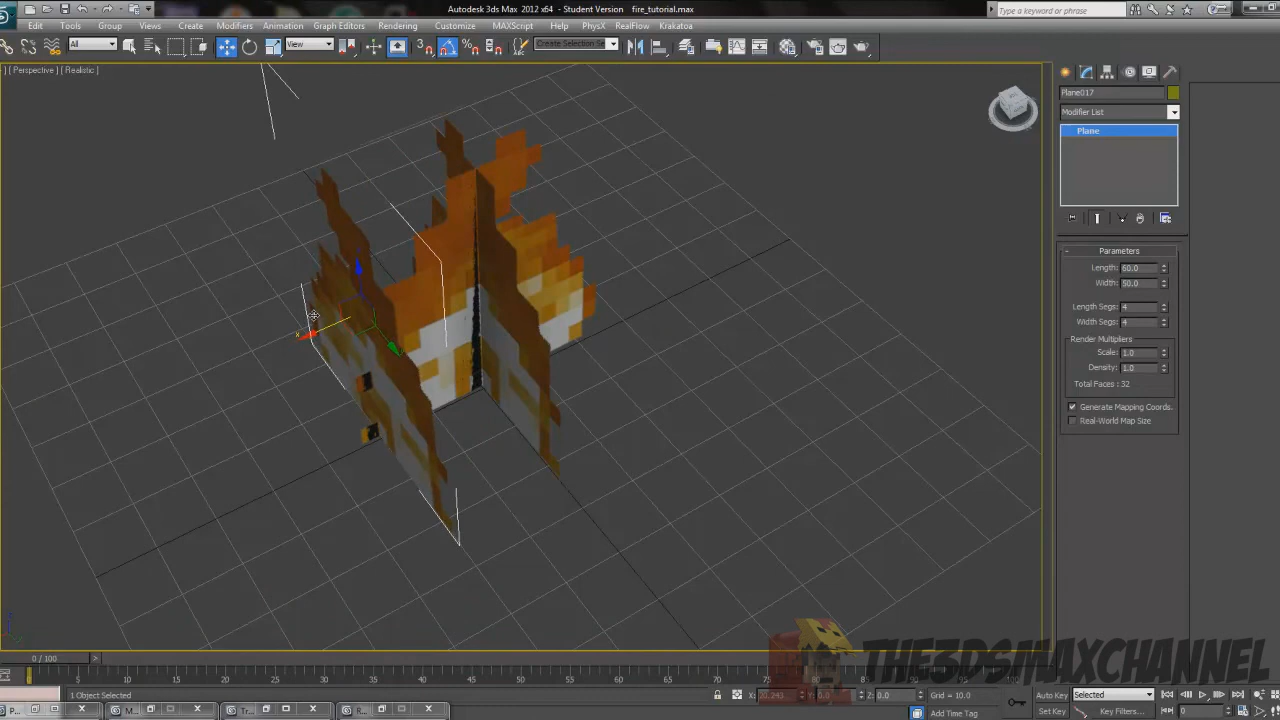 Autodesk 3ds Max 2012 x64 - Student Version fire_tutorial.max
Type a keyword or phrase
Edit Tools Group Views Create Modifiers Animation Graph Editors Rendering Customize MAXScript Help PhysX RealFlow Krakatoa
All View Create Selection Se
[ Perspective ] [ Realistic ]
Plane017
Modifier List
Plane
Parameters
Length: 60.0
Width: 50.0
Length Segs: 4
Width Segs: 4
Render Multipliers
Scale: 1.0
Density: 1.0
Total Faces : 32
Generate Mapping Coords.
Real-World Map Size
THE3DSMAXCHANNEL
0 / 100
0 5 10 15 20 25 30 35 40 45 50 55 60 65 70 75 80 85 90 95 100
1 Object Selected X: Y: 0.0 Z: 0.0 Grid = 10.0 Auto Key Selected
Add Time Tag Set Key Key Filters... 0